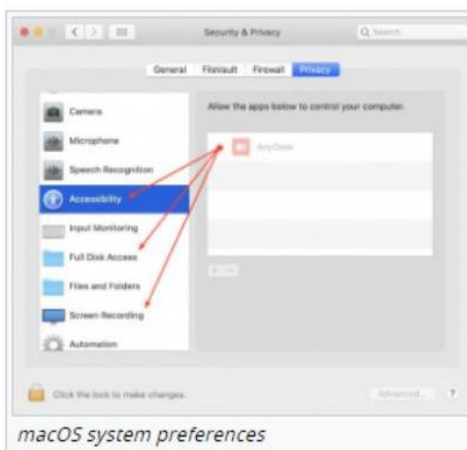 Security & Privacy
Search
General FileVault Firewall Privacy
Camera
Microphone
Speech Recognition
Accessibility
Input Monitoring
Full Disk Access
Files and Folders
Screen Recording
Automation
Allow the apps below to control your computer.
AnyDesk
+ −
Click the lock to make changes.
Advanced...
?
macOS system preferences